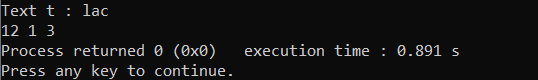 Text t : lac
12 1 3
Process returned 0 (0x0)   execution time : 0.891 s
Press any key to continue.